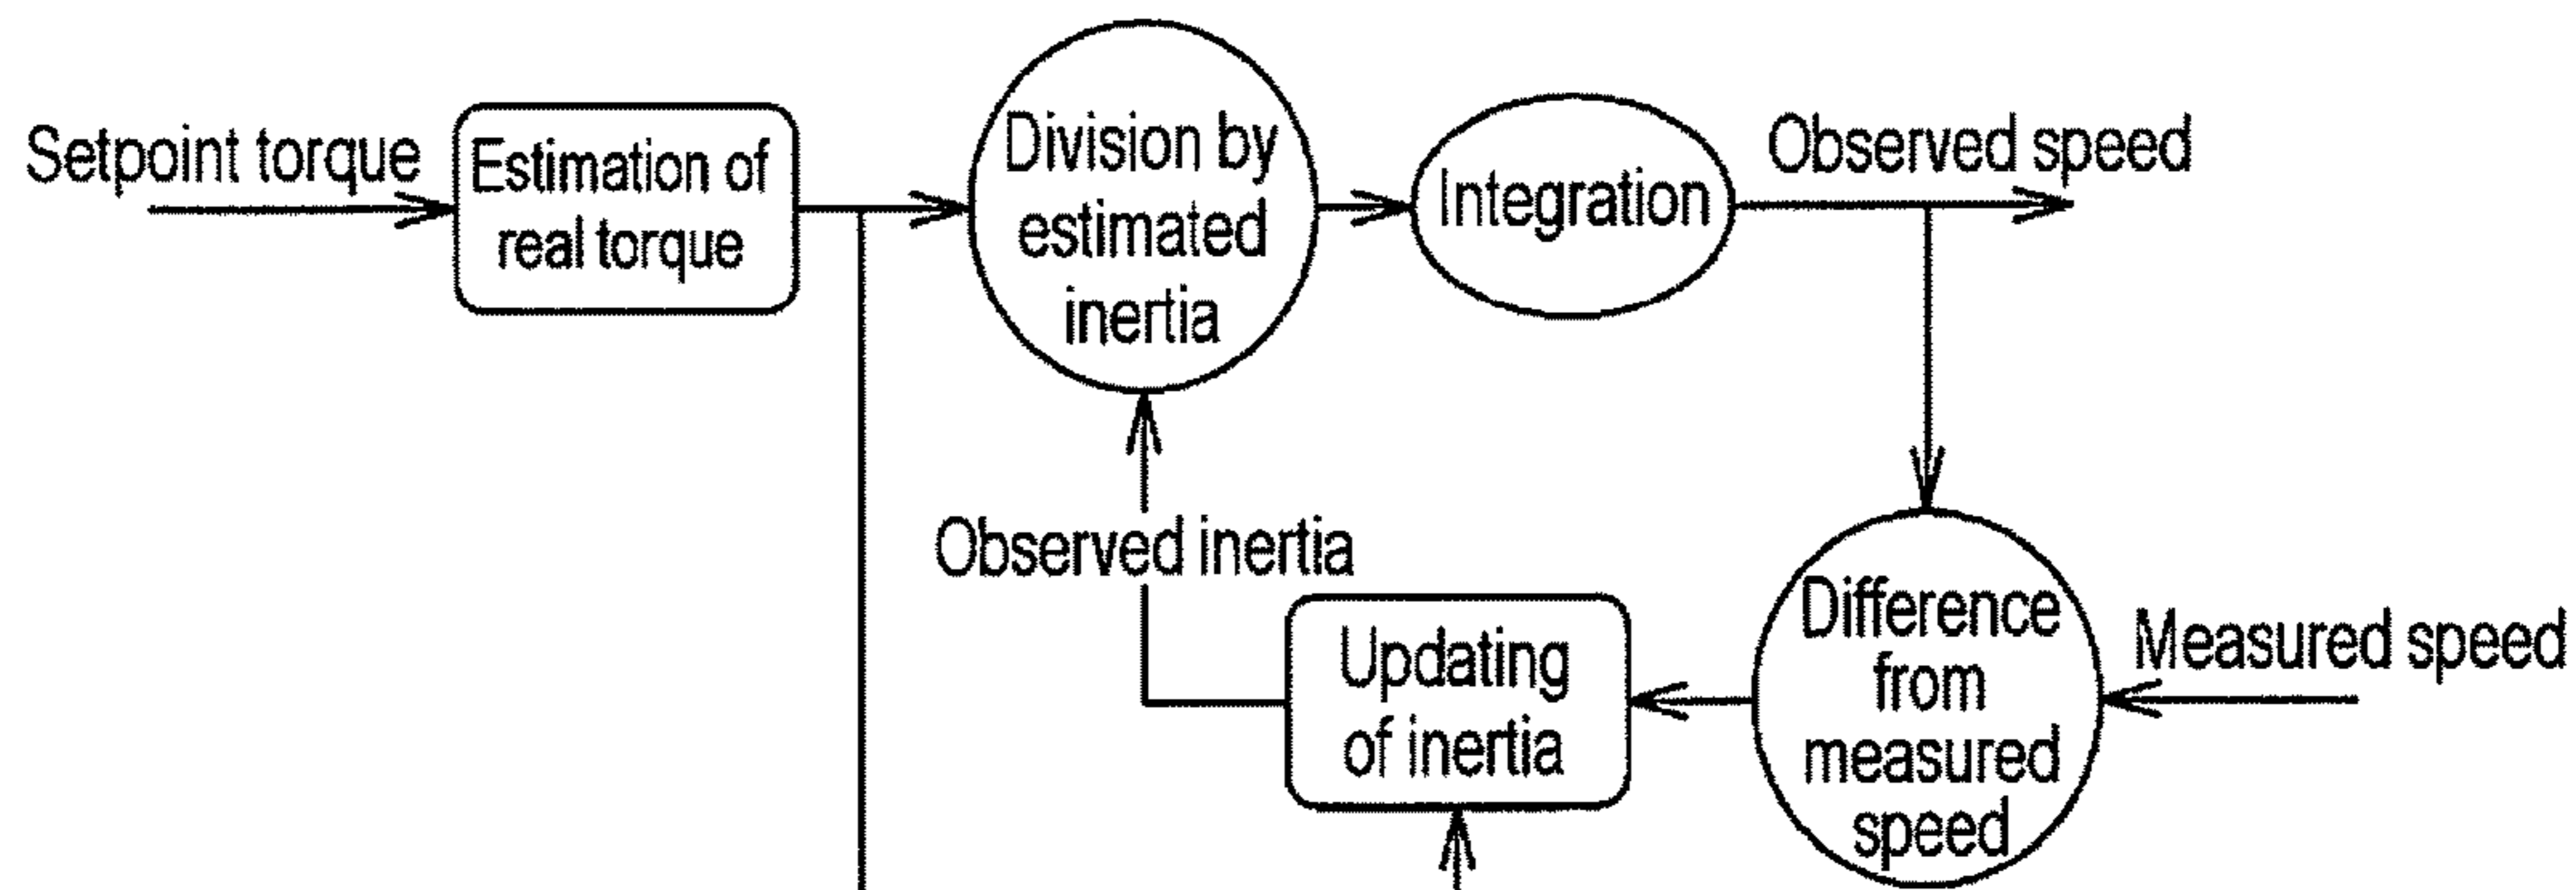 Setpoint torque
Estimation of
real torque
Division by
estimated
inertia
Integration
Observed speed
Observed inertia
Updating
of inertia
Difference
from
measured
speed
Measured speed